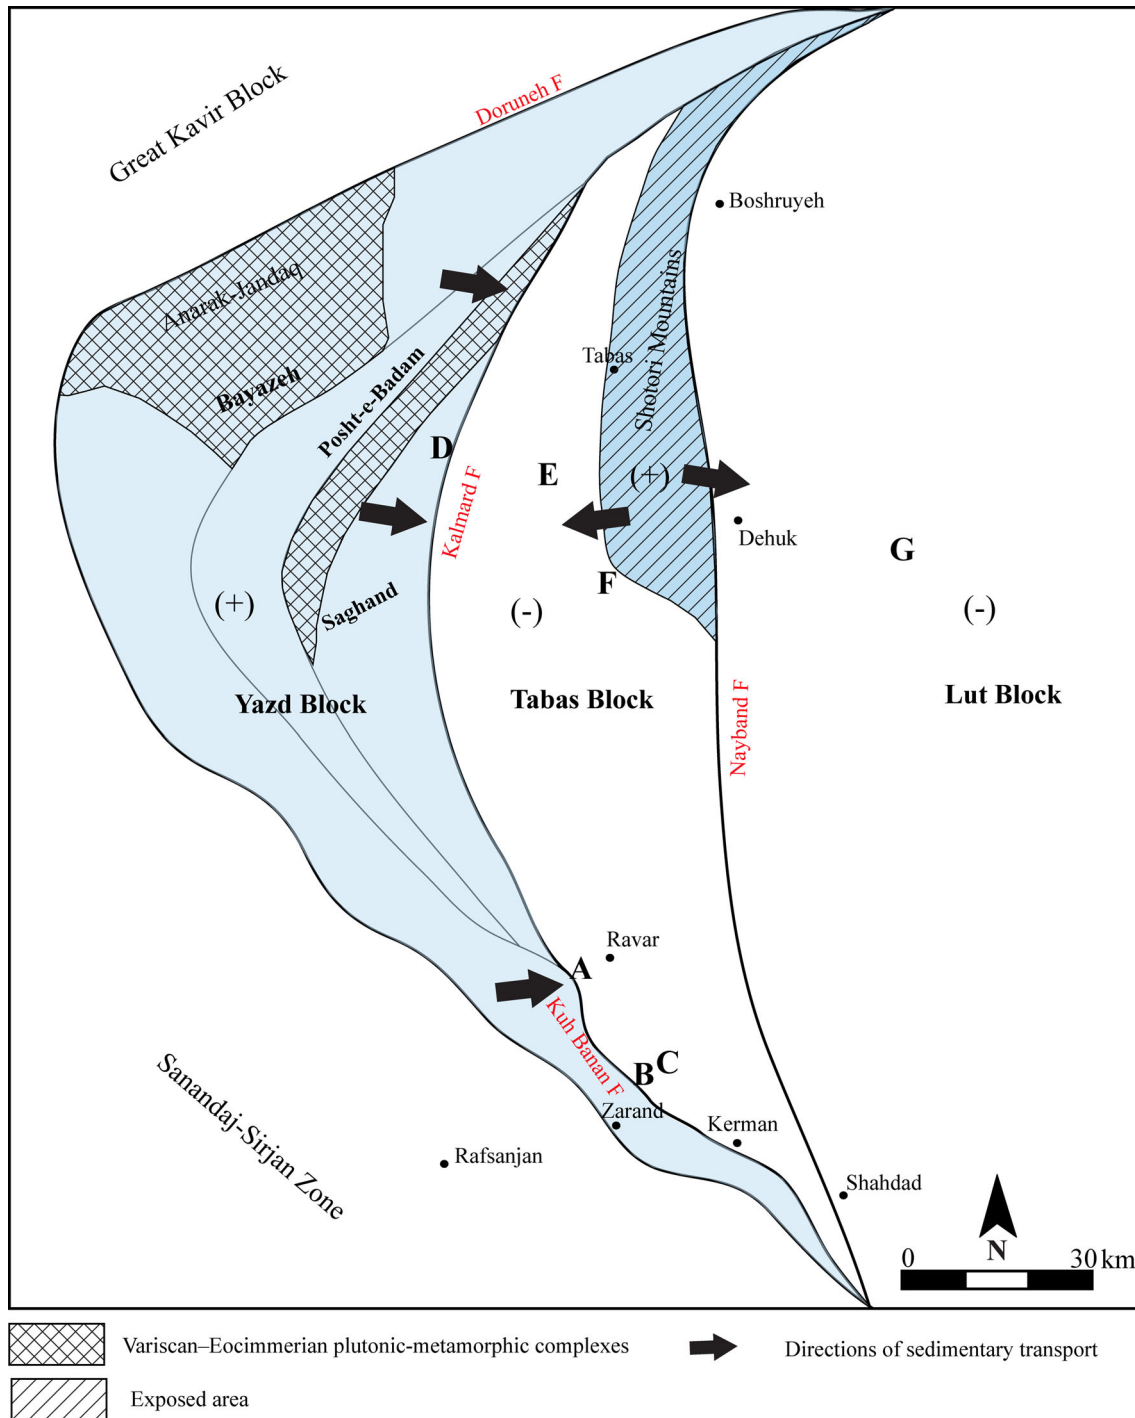 Great Kavir Block
Doruneh F
Boshruyeh
Anarak-Jandaq
Bayazeh
Posht-e-Badam
Tabas
Shotori Mountains
D
Kalmard F
E
(+)
Dehuk
G
F
Saghand
(+)
(-)
(-)
Yazd Block
Tabas Block
Lut Block
Nayband F
Ravar
A
Kuh Banan F
B
C
Zarand
Kerman
Sanandaj-Sirjan Zone
Rafsanjan
Shahdad
N
0 30 km
Variscan–Eocimmerian plutonic-metamorphic complexes
Directions of sedimentary transport
Exposed area